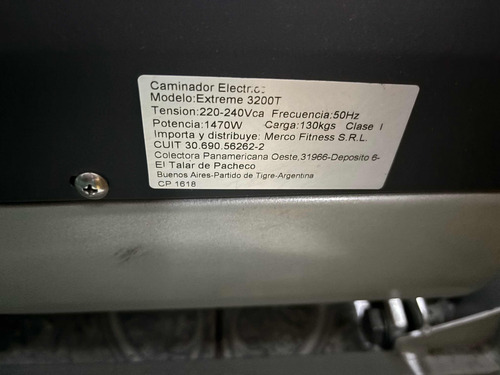 Caminador Electrico
Modelo:Extreme 3200T
Tension:220-240Vca Frecuencia:50Hz
Potencia:1470W Carga:130kgs Clase I
Importa y distribuye: Merco Fitness S.R.L.
CUIT 30.690.56262-2
Colectora Panamericana Oeste,31966-Deposito 6-
El Talar de Pacheco
Buenos Aires-Partido de Tigre-Argentina
CP 1618